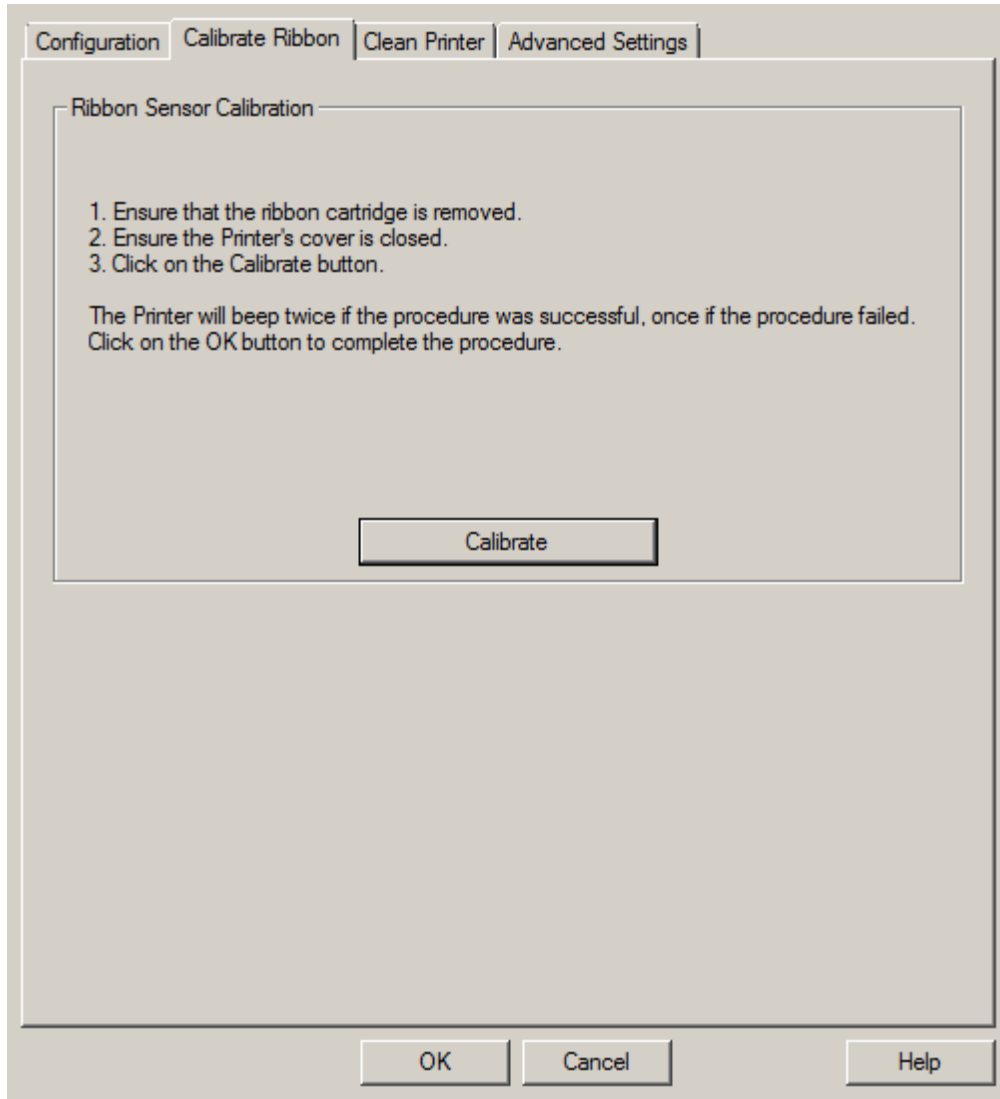 Configuration Calibrate Ribbon Clean Printer Advanced Settings
Ribbon Sensor Calibration
1. Ensure that the ribbon cartridge is removed.
2. Ensure the Printer's cover is closed.
3. Click on the Calibrate button.
The Printer will beep twice if the procedure was successful, once if the procedure failed.
Click on the OK button to complete the procedure.
Calibrate
OK Cancel Help